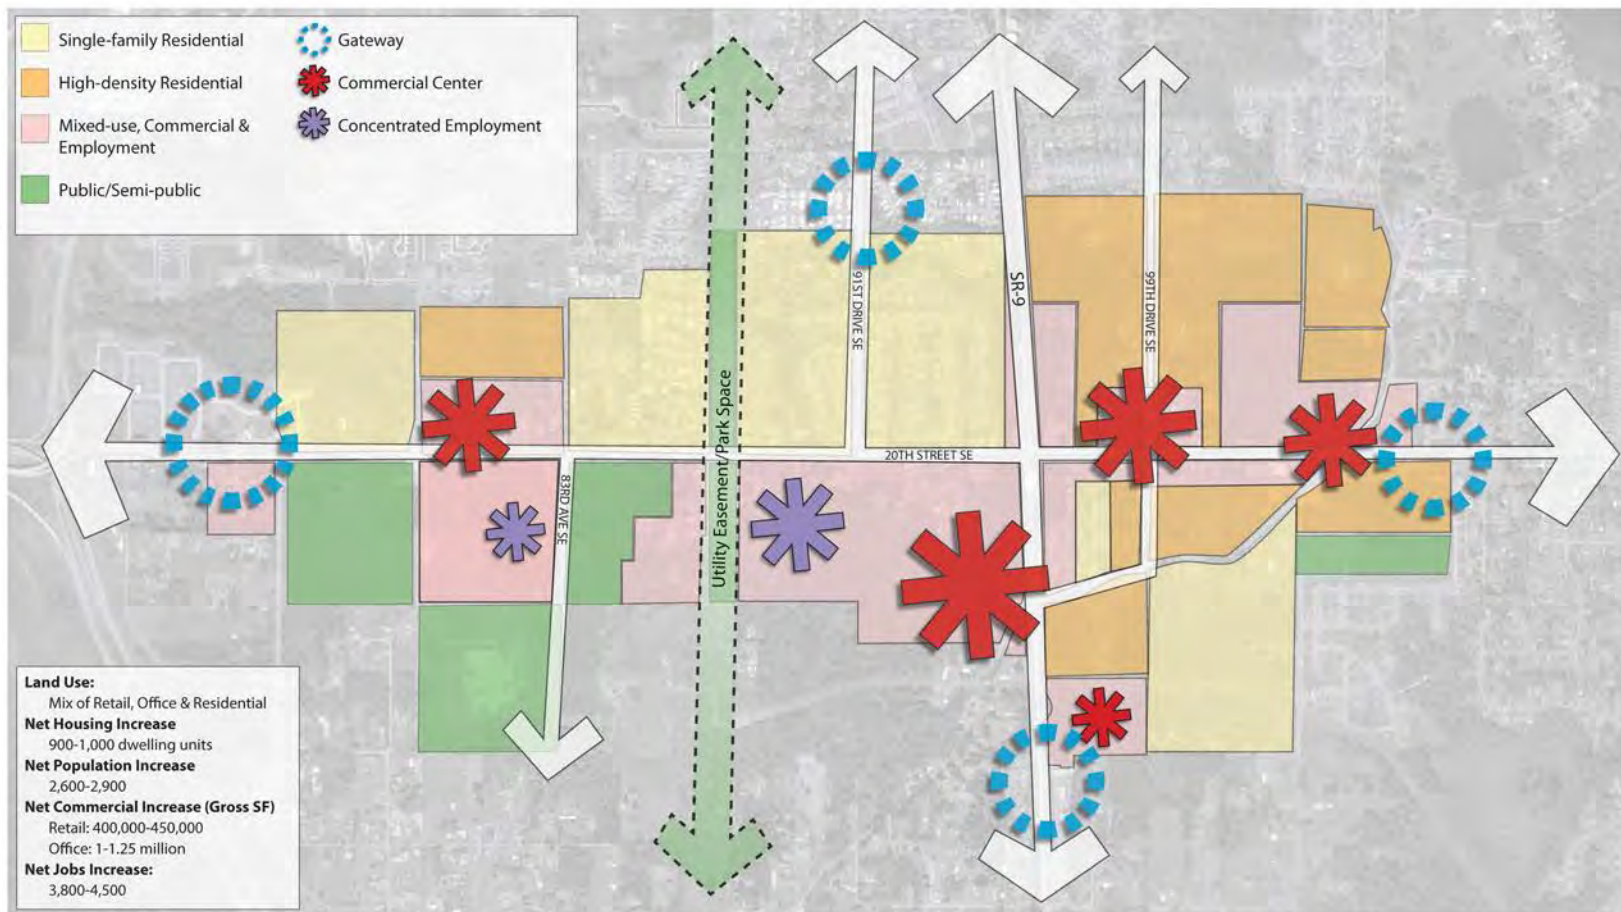 Single-family Residential
High-density Residential
Mixed-use, Commercial &
Employment
Public/Semi-public
Gateway
Commercial Center
Concentrated Employment
91ST DRIVE SE
SR-9
99TH DRIVE SE
20TH STREET SE
83RD AVE SE
Utility Easement/Park Space
Land Use:
Mix of Retail, Office & Residential
Net Housing Increase
900-1,000 dwelling units
Net Population Increase
2,600-2,900
Net Commercial Increase (Gross SF)
Retail: 400,000-450,000
Office: 1-1.25 million
Net Jobs Increase:
3,800-4,500